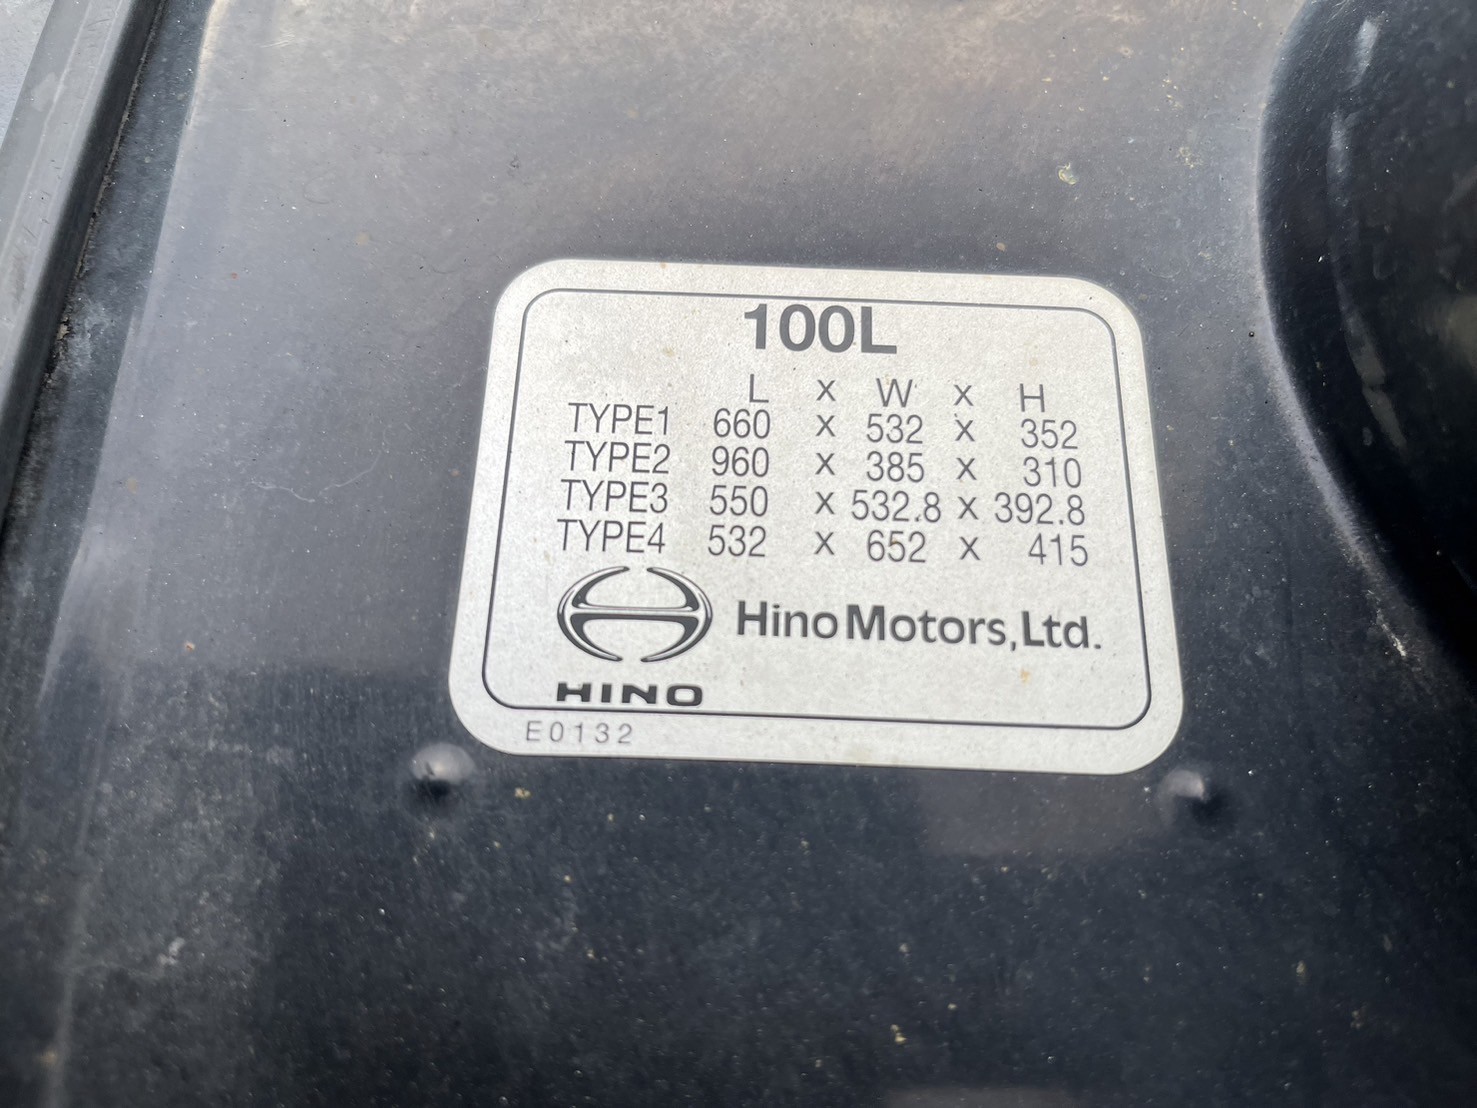 100L
L x W x H
TYPE1 660 x 532 x 352
TYPE2 960 x 385 x 310
TYPE3 550 x 532.8 x 392.8
TYPE4 532 x 652 x 415
Hino Motors, Ltd.
HINO
E0132